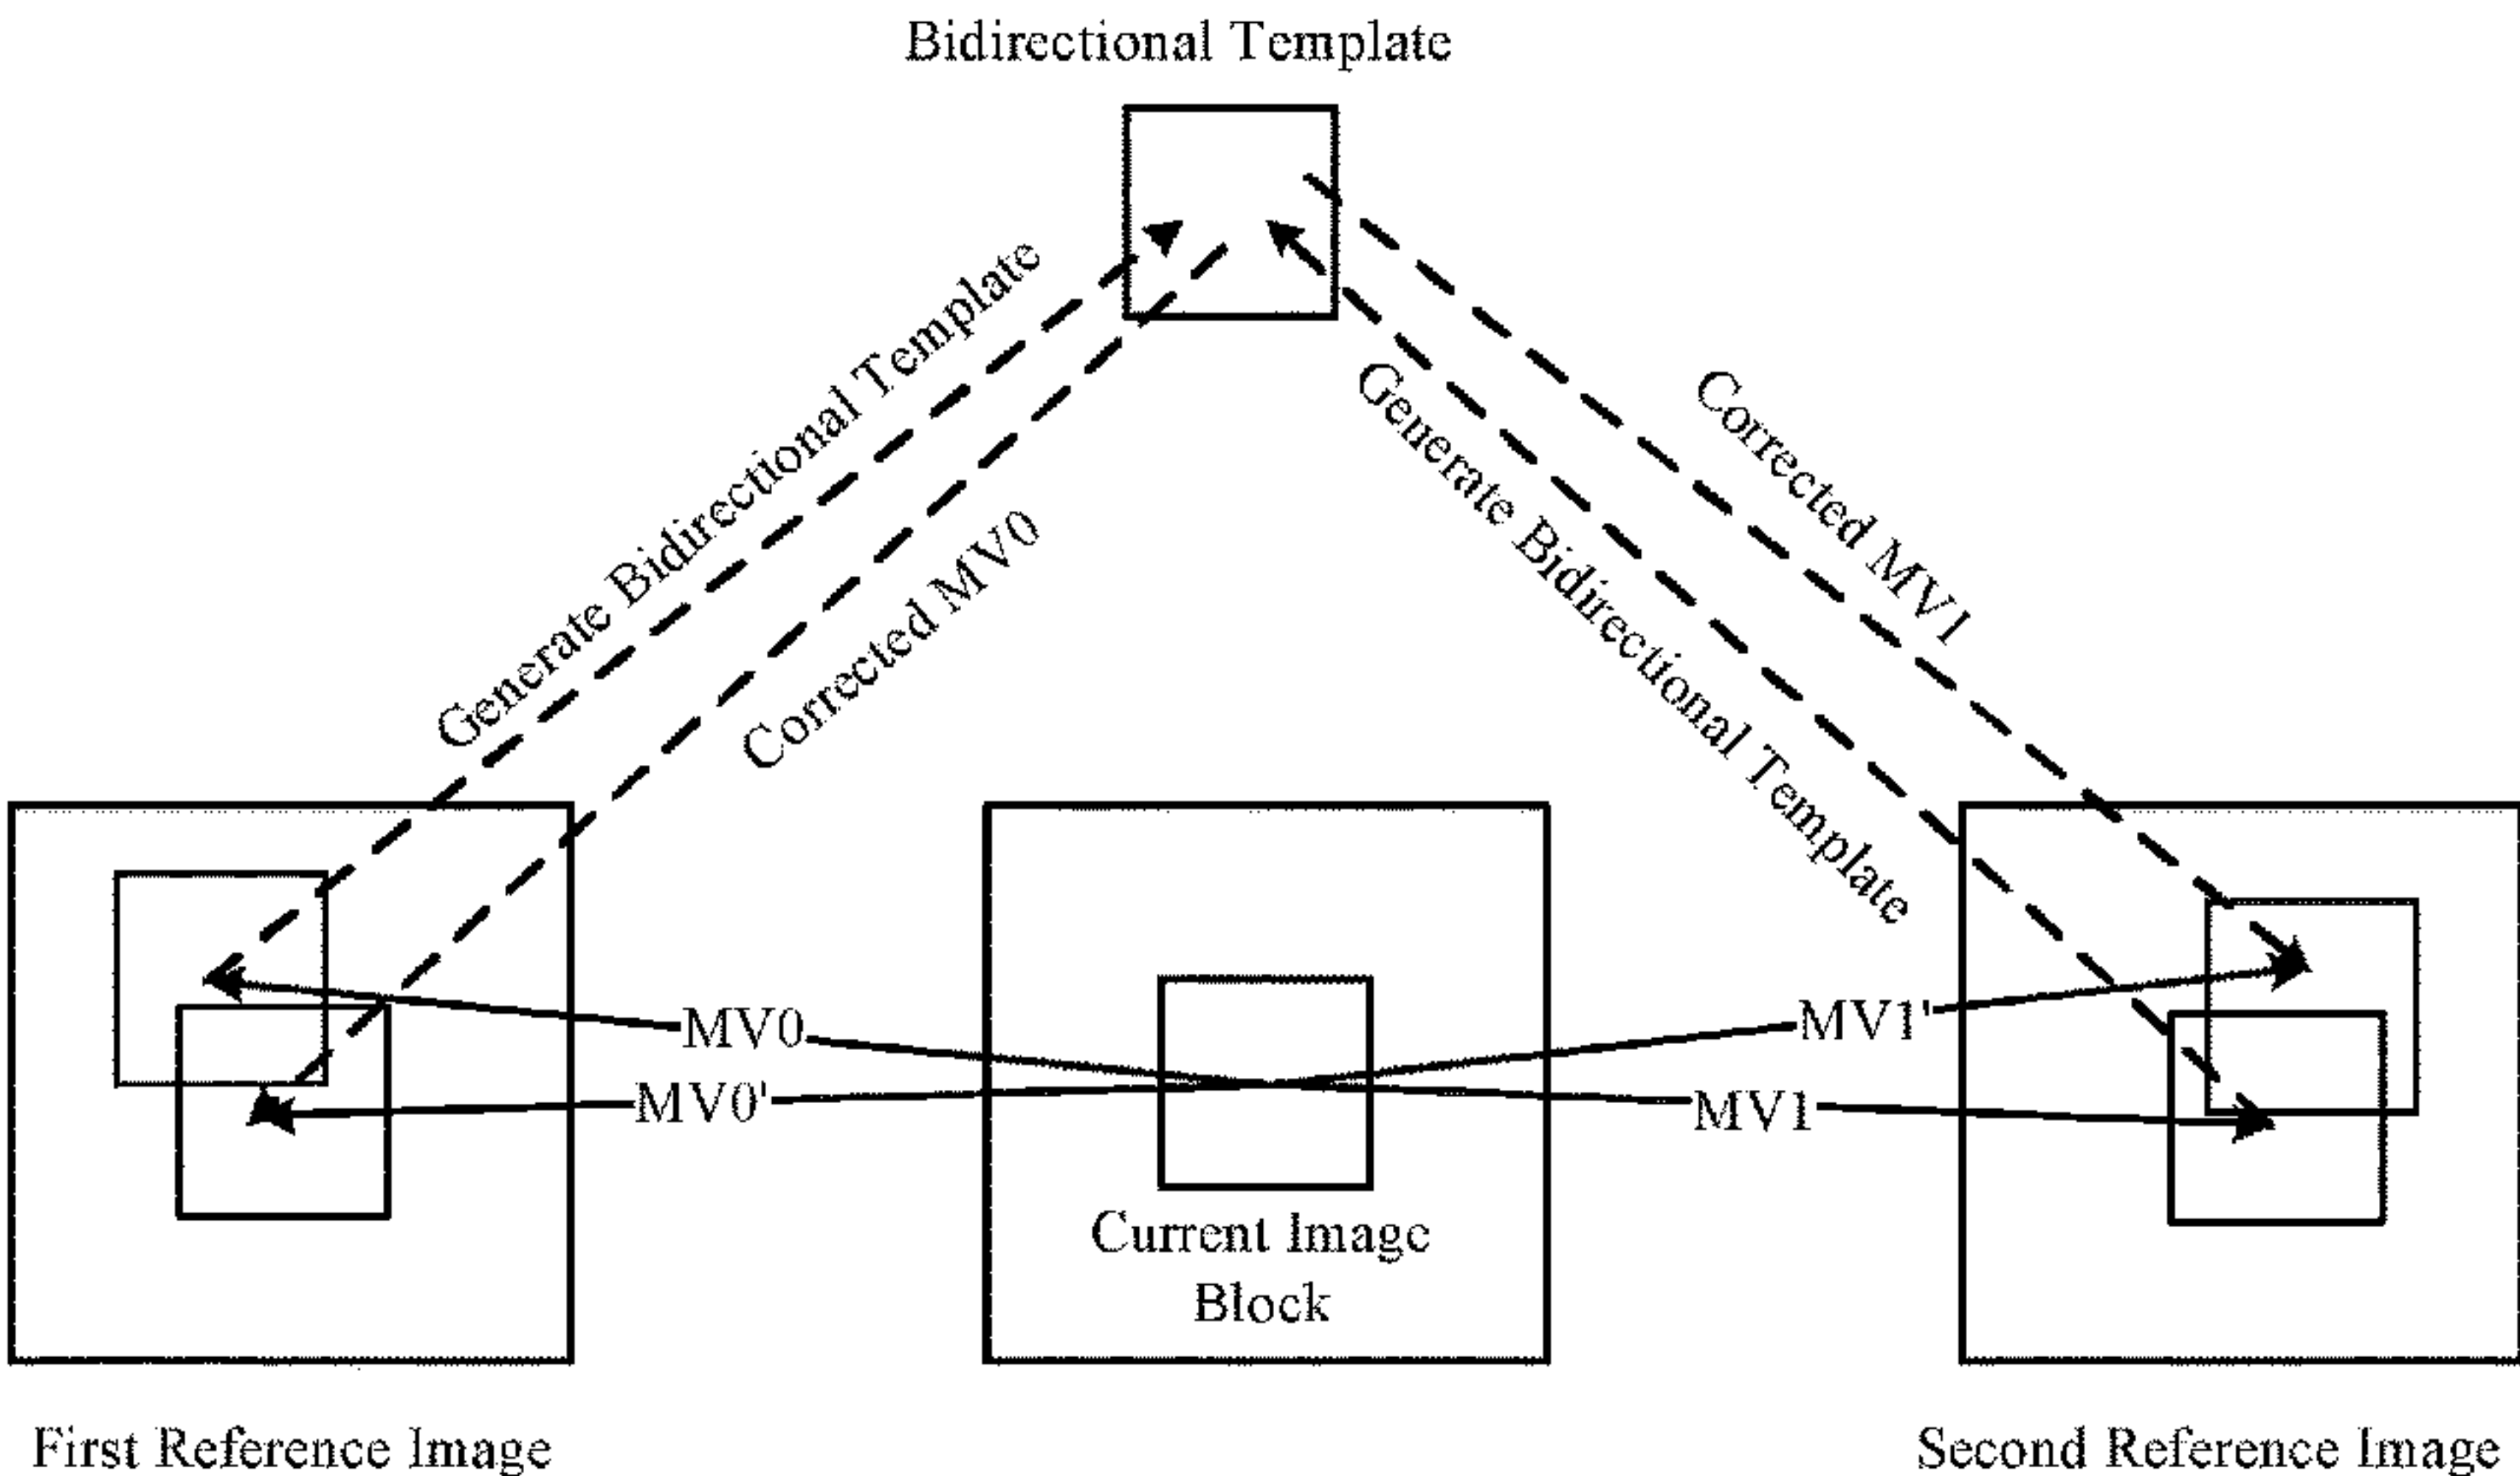 Bidirectional Template
Generate Bidirectional Template
Corrected MV0
Generate Bidirectional Template
Corrected MV1
MV0
MV1'
MV0'
MV1
Current Image
Block
First Reference Image
Second Reference Image